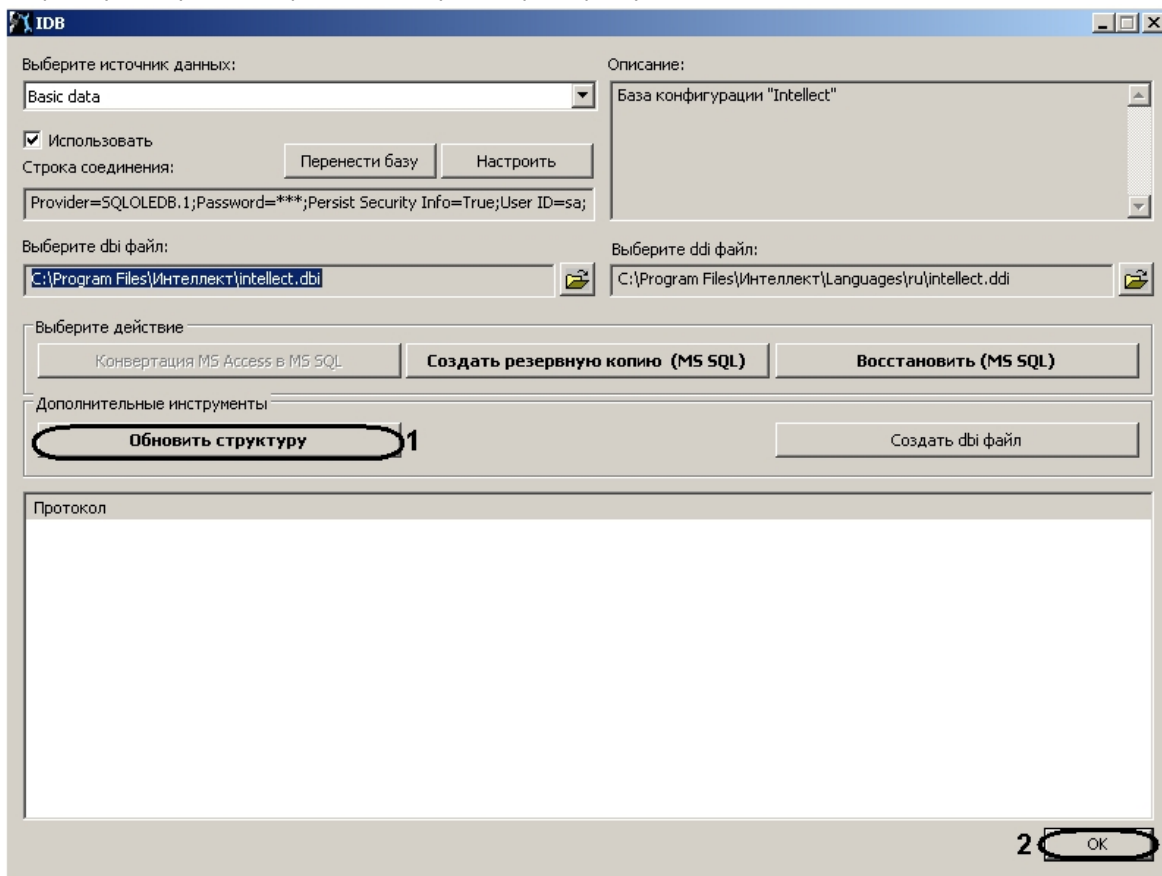 IDB
Выберите источник данных:
Описание:
Basic data
База конфигурации "Intellect"
Использовать
Строка соединения:
Перенести базу
Настроить
Provider=SQLOLEDB.1;Password=***;Persist Security Info=True;User ID=sa;
Выберите dbi файл:
Выберите ddi файл:
C:\Program Files\Интеллект\intellect.dbi
C:\Program Files\Интеллект\Languages\ru\intellect.ddi
Выберите действие
Конвертация MS Access в MS SQL
Создать резервную копию (MS SQL)
Восстановить (MS SQL)
Дополнительные инструменты
Обновить структуру
1
Создать dbi файл
Протокол
2
OK